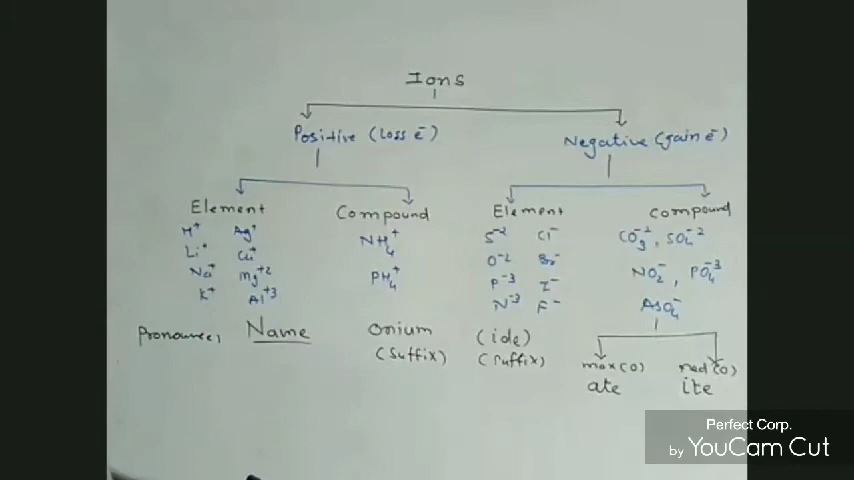 Ions
Positive (Loss e⁻) Negative (gain e⁻)
Element Compound Element Compound
H⁺ Ag⁺ NH₄⁺ S⁻² Cl⁻ CO₃⁻², SO₄⁻²
Li⁺ Cu⁺ O⁻² Br⁻
Na⁺ Mg⁺² PH₄⁺ P⁻³ I⁻ NO₂⁻, PO₄⁻³
K⁺ Al⁺³ N⁻³ F⁻ ASO₄⁻
Name Onium (ide)
(Suffix) (Suffix) max(O) red(O)
ate ite
Perfect Corp.
by YouCam Cut